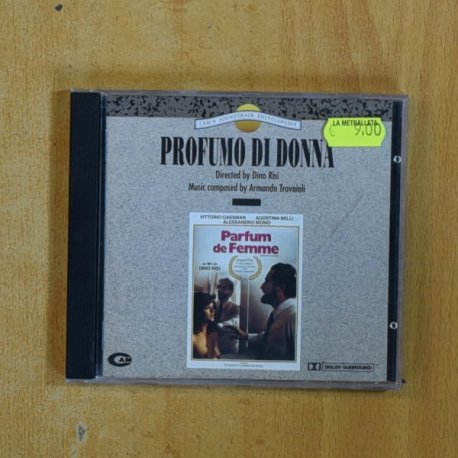 CAM'S SOUNDTRACK ENCYCLOPEDIA
LA METRALLETA
€ 9,00
PROFUMO DI DONNA
Directed by Dino Risi
Music composed by Armando Trovaioli
VITTORIO GASSMAN AGOSTINA BELLI
ALESSANDRO MOMO
Parfum
de Femme
un film de
DINO RISI
CAM
DOLBY SURROUND